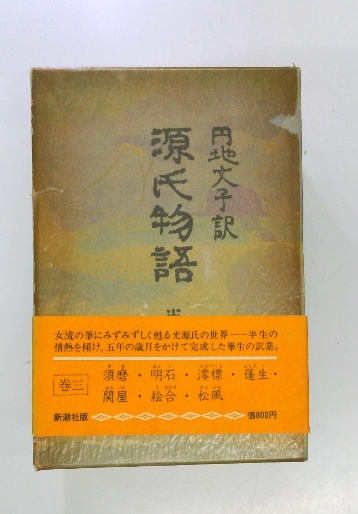 円地文子訳
源氏物語
女流の筆にみずみずしく甦る光源氏の世界――半生の
情熱を傾け、五年の歳月をかけて完成した畢生の訳業。
巻三
須磨・明石・澪標・蓬生・
関屋・絵合・松風
新潮社版
価800円